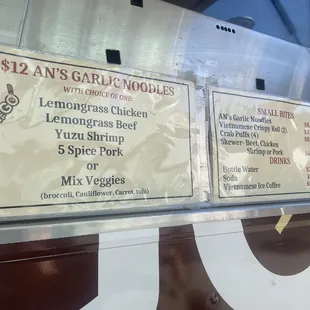 $12 AN'S GARLIC NOODLES
WITH CHOICE OF ONE:
Lemongrass Chicken
Lemongrass Beef
Yuzu Shrimp
5 Spice Pork
or
Mix Veggies
(broccoli, Cauliflower, Carrot, tofu)
SMALL BITES
AN's Garlic Noodles
Vietnamese Crispy Roll (2)
Crab Puffs (4)
Skewer- Beef, Chicken
Shrimp or Pork
DRINKS
Bottle Water
Soda
Vietnamese Ice Coffee